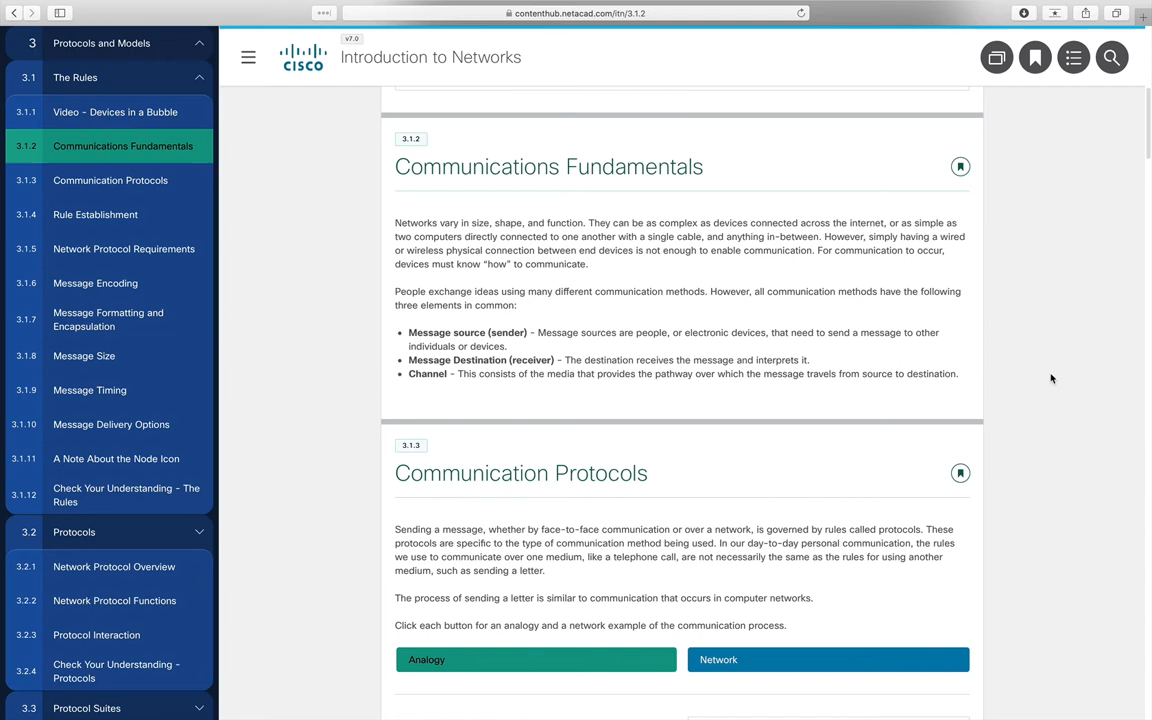 contenthub.netacad.com/itn/3.1.2
3 Protocols and Models
3.1 The Rules
3.1.1 Video - Devices in a Bubble
3.1.2 Communications Fundamentals
3.1.3 Communication Protocols
3.1.4 Rule Establishment
3.1.5 Network Protocol Requirements
3.1.6 Message Encoding
3.1.7 Message Formatting and
Encapsulation
3.1.8 Message Size
3.1.9 Message Timing
3.1.10 Message Delivery Options
3.1.11 A Note About the Node Icon
3.1.12 Check Your Understanding - The
Rules
3.2 Protocols
3.2.1 Network Protocol Overview
3.2.2 Network Protocol Functions
3.2.3 Protocol Interaction
3.2.4 Check Your Understanding -
Protocols
3.3 Protocol Suites
CISCO
v7.0
Introduction to Networks
3.1.2
Communications Fundamentals
Networks vary in size, shape, and function. They can be as complex as devices connected across the internet, or as simple as
two computers directly connected to one another with a single cable, and anything in-between. However, simply having a wired
or wireless physical connection between end devices is not enough to enable communication. For communication to occur,
devices must know “how” to communicate.
People exchange ideas using many different communication methods. However, all communication methods have the following
three elements in common:
• Message source (sender) - Message sources are people, or electronic devices, that need to send a message to other
individuals or devices.
• Message Destination (receiver) - The destination receives the message and interprets it.
• Channel - This consists of the media that provides the pathway over which the message travels from source to destination.
3.1.3
Communication Protocols
Sending a message, whether by face-to-face communication or over a network, is governed by rules called protocols. These
protocols are specific to the type of communication method being used. In our day-to-day personal communication, the rules
we use to communicate over one medium, like a telephone call, are not necessarily the same as the rules for using another
medium, such as sending a letter.
The process of sending a letter is similar to communication that occurs in computer networks.
Click each button for an analogy and a network example of the communication process.
Analogy
Network